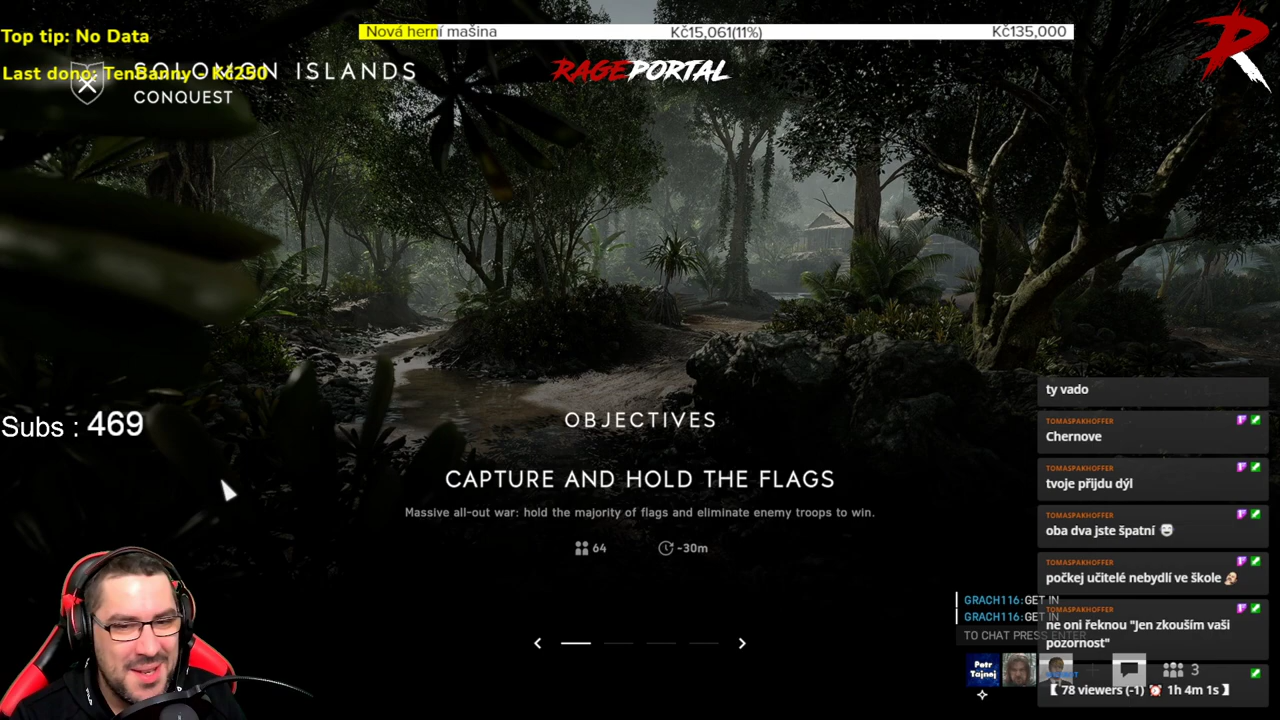 Top tip: No Data
Nová herní mašina
Kč15,061(11%)
Kč135,000
Last dono: TenDanny - Kč250
SOLOMON ISLANDS
CONQUEST
RAGEPORTAL
R
Subs : 469
OBJECTIVES
CAPTURE AND HOLD THE FLAGS
Massive all-out war: hold the majority of flags and eliminate enemy troops to win.
64
~30m
ty vado
TOMASPAKHOFFER
Chernove
TOMASPAKHOFFER
tvoje přijdu dýl
TOMASPAKHOFFER
oba dva jste špatní
TOMASPAKHOFFER
počkej učitelé nebydlí ve škole
GRACH116:GET IN
GRACH116:GET IN
TO CHAT PRESS ENTER
TOMASPAKHOFFER
ne oni řeknou "Jen zkouším vaši
pozornost"
Petr
Tajnej
3
【 78 viewers (-1) ⏰ 1h 4m 1s 】